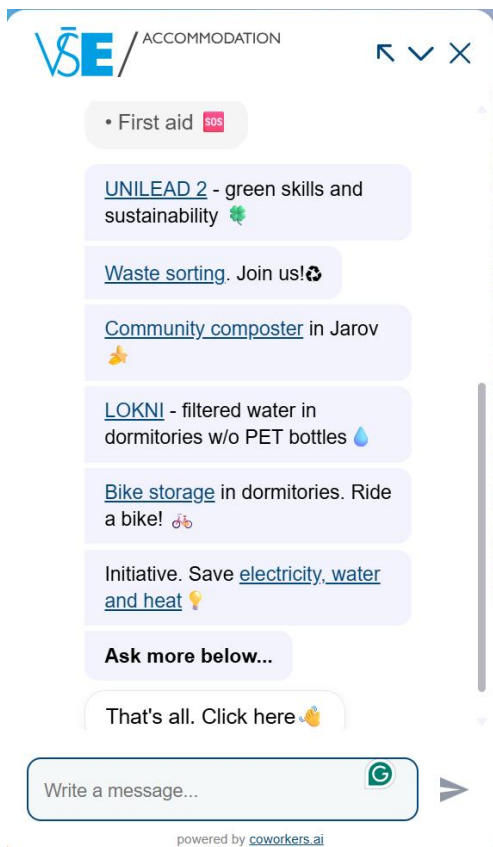 VŠE / ACCOMMODATION
• First aid 🆘
UNILEAD 2 - green skills and
sustainability 🍀
Waste sorting. Join us!♻
Community composter in Jarov
🍌
LOKNI - filtered water in
dormitories w/o PET bottles 💧
Bike storage in dormitories. Ride
a bike! 🚲
Initiative. Save electricity, water
and heat 💡
Ask more below...
That's all. Click here 👋
Write a message...
powered by coworkers.ai